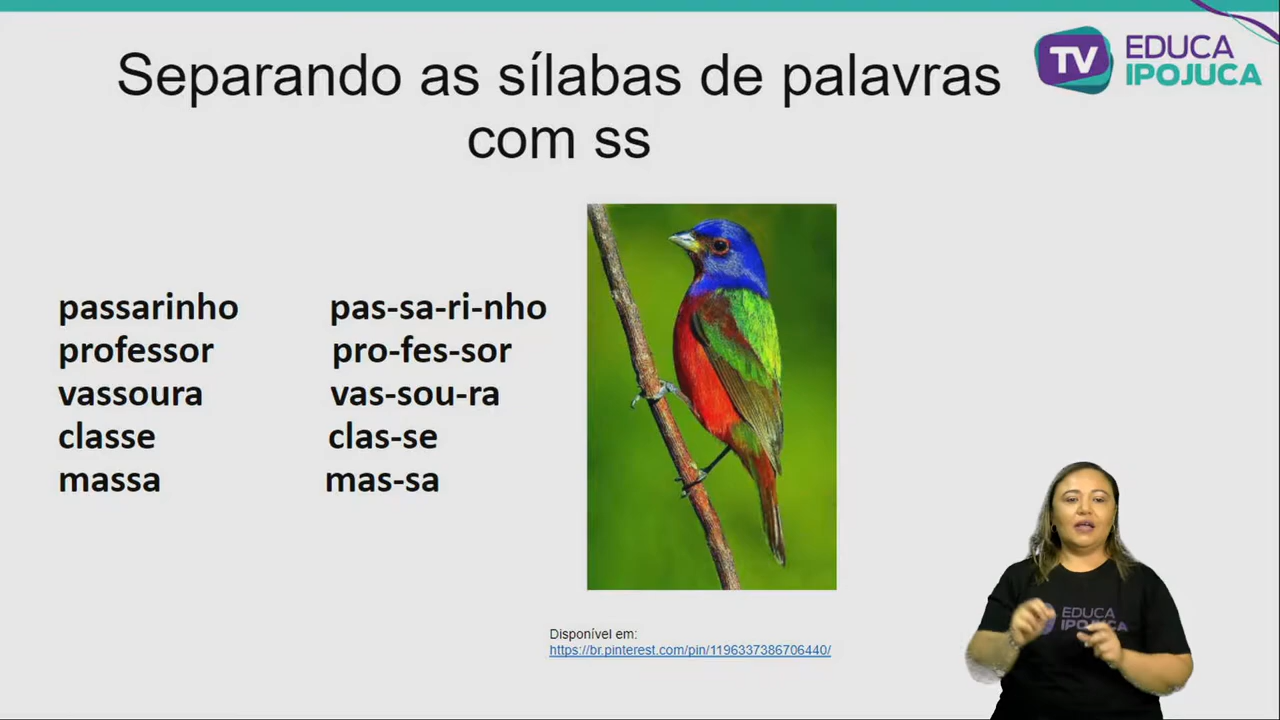 Separando as sílabas de palavras
com ss
TV EDUCA
IPOJUCA
passarinho pas-sa-ri-nho
professor pro-fes-sor
vassoura vas-sou-ra
classe clas-se
massa mas-sa
Disponível em:
https://br.pinterest.com/pin/1196337386706440/
EDUCA
IPOJUCA